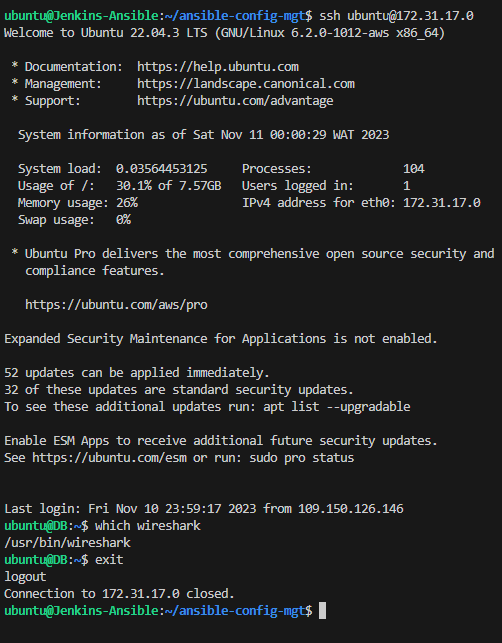 ubuntu@Jenkins-Ansible:~/ansible-config-mgt$ ssh ubuntu@172.31.17.0
Welcome to Ubuntu 22.04.3 LTS (GNU/Linux 6.2.0-1012-aws x86_64)

 * Documentation:  https://help.ubuntu.com
 * Management:     https://landscape.canonical.com
 * Support:        https://ubuntu.com/advantage

  System information as of Sat Nov 11 00:00:29 WAT 2023

  System load:  0.03564453125     Processes:             104
  Usage of /:   30.1% of 7.57GB   Users logged in:       1
  Memory usage: 26%               IPv4 address for eth0: 172.31.17.0
  Swap usage:   0%

 * Ubuntu Pro delivers the most comprehensive open source security and
   compliance features.

   https://ubuntu.com/aws/pro

Expanded Security Maintenance for Applications is not enabled.

52 updates can be applied immediately.
32 of these updates are standard security updates.
To see these additional updates run: apt list --upgradable

Enable ESM Apps to receive additional future security updates.
See https://ubuntu.com/esm or run: sudo pro status


Last login: Fri Nov 10 23:59:17 2023 from 109.150.126.146
ubuntu@DB:~$ which wireshark
/usr/bin/wireshark
ubuntu@DB:~$ exit
logout
Connection to 172.31.17.0 closed.
ubuntu@Jenkins-Ansible:~/ansible-config-mgt$